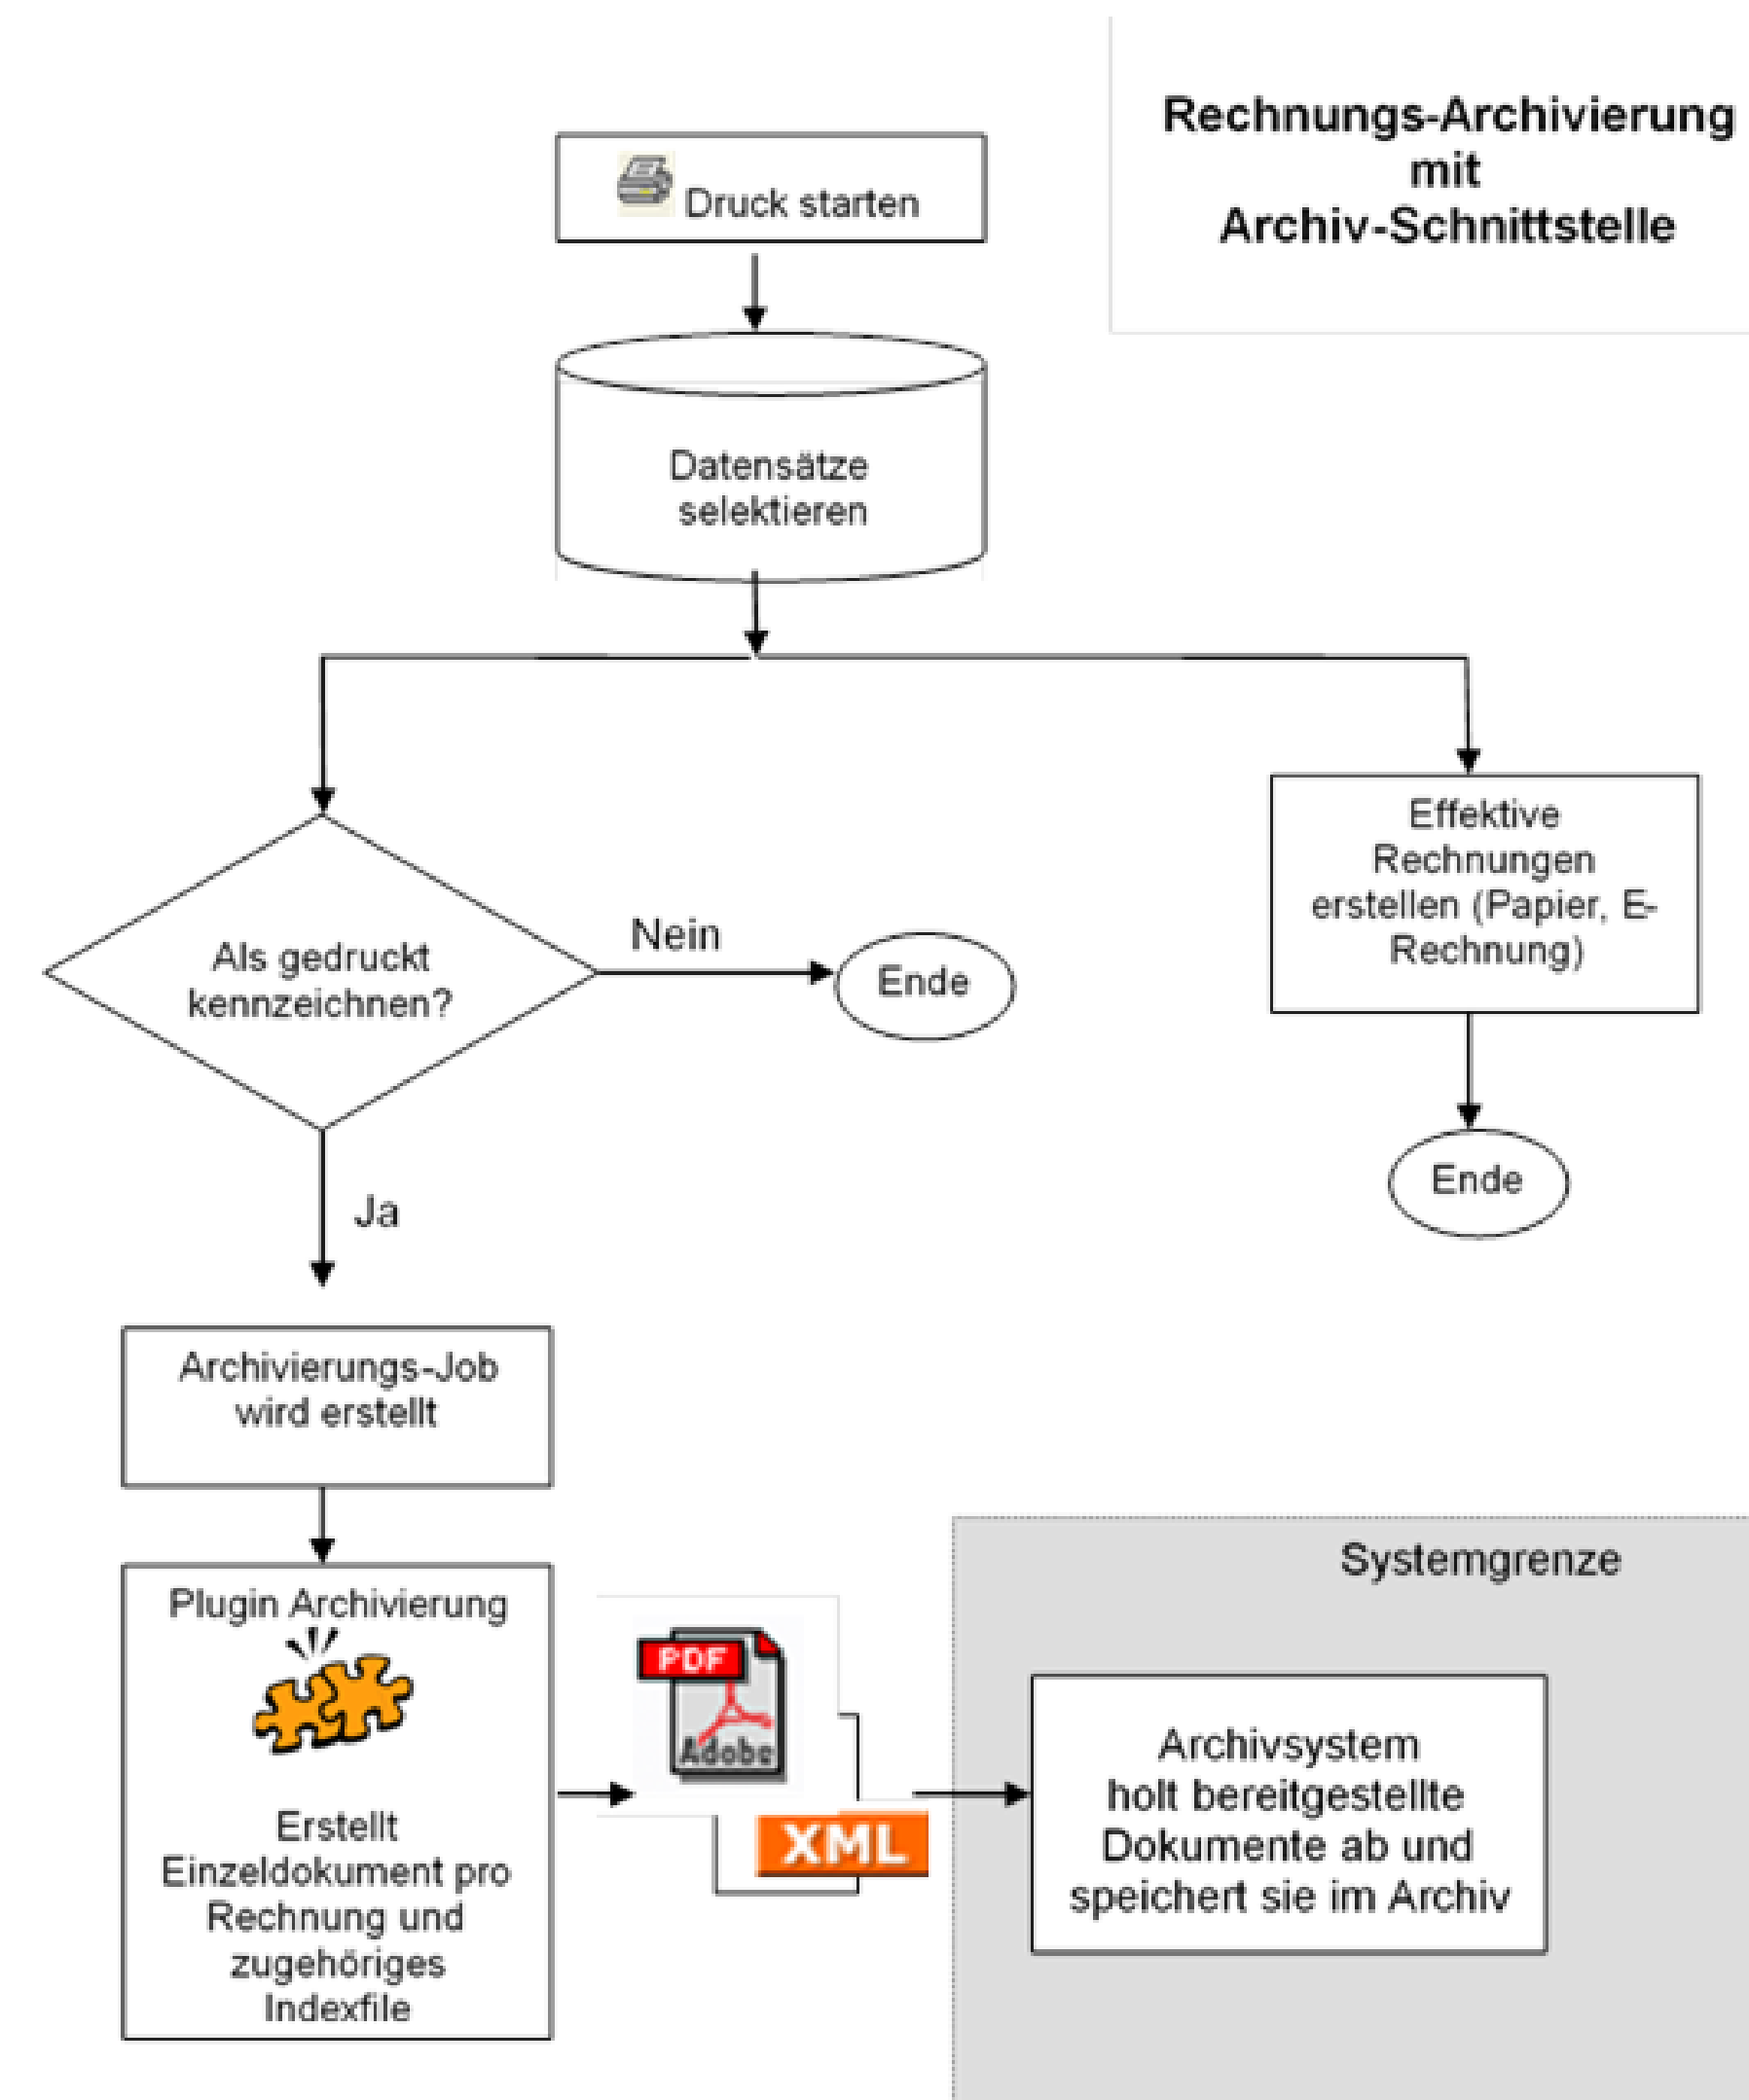 Rechnungs-Archivierung
mit
Archiv-Schnittstelle
Druck starten
Datensätze
selektieren
Als gedruckt
kennzeichnen?
Nein
Ende
Effektive
Rechnungen
erstellen (Papier, E-
Rechnung)
Ende
Ja
Archivierungs-Job
wird erstellt
Plugin Archivierung
Erstellt
Einzeldokument pro
Rechnung und
zugehöriges
Indexfile
PDF
Adobe
XML
Systemgrenze
Archivsystem
holt bereitgestellte
Dokumente ab und
speichert sie im Archiv